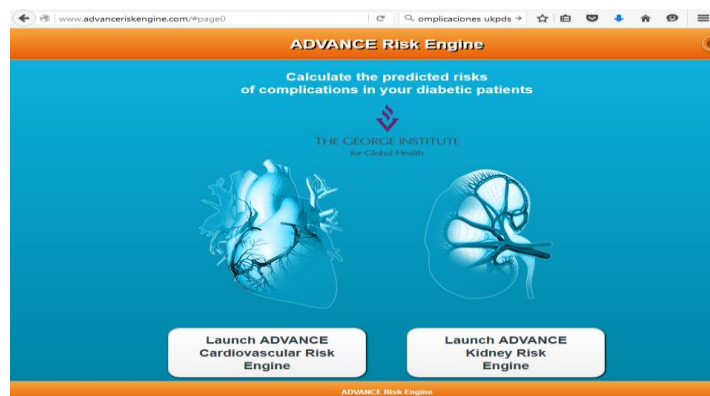 www.advanceriskengine.com/#page0
omplicaciones ukpds
ADVANCE Risk Engine
Calculate the predicted risks
of complications in your diabetic patients
THE GEORGE INSTITUTE
for Global Health
Launch ADVANCE
Cardiovascular Risk
Engine
Launch ADVANCE
Kidney Risk
Engine
ADVANCE Risk Engine